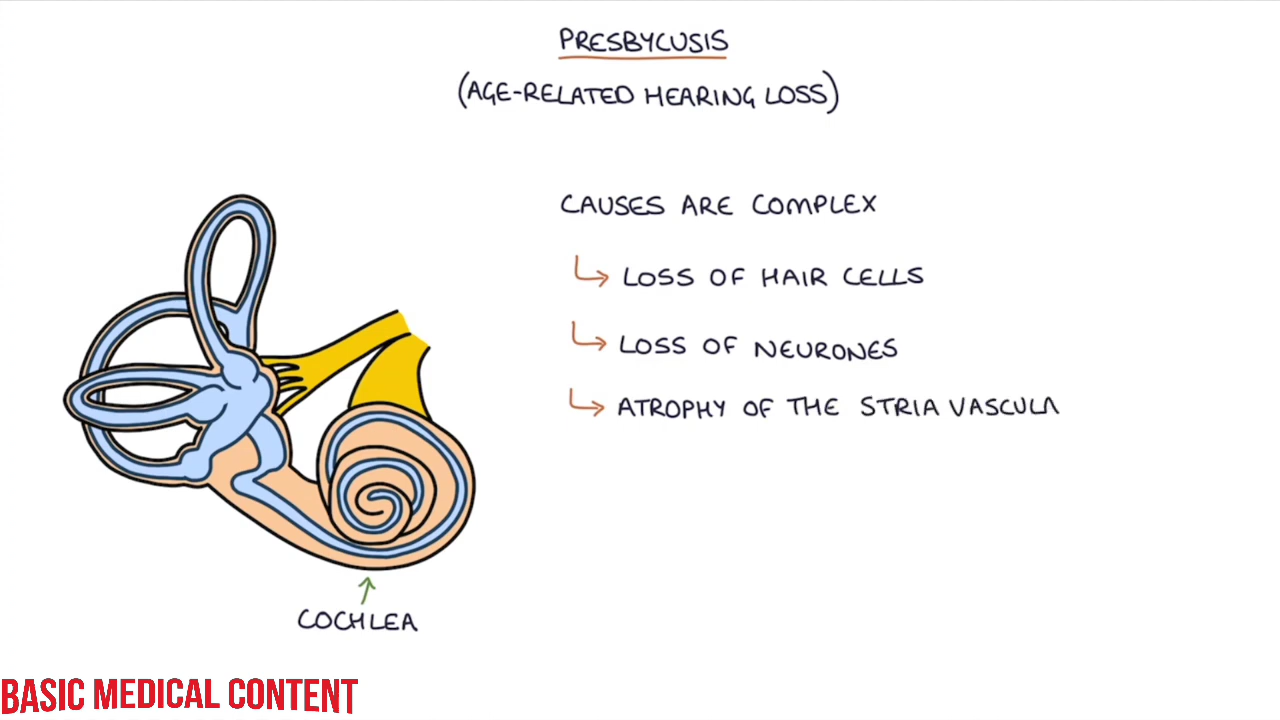 PRESBYCUSIS
(AGE-RELATED HEARING LOSS)
CAUSES ARE COMPLEX
LOSS OF HAIR CELLS
LOSS OF NEURONES
ATROPHY OF THE STRIA VASCULA
COCHLEA
BASIC MEDICAL CONTENT